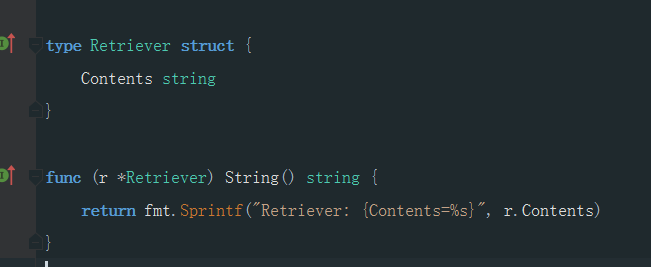 type Retriever struct {
    Contents string
}
func (r *Retriever) String() string {
    return fmt.Sprintf("Retriever: {Contents=%s}", r.Contents)
}